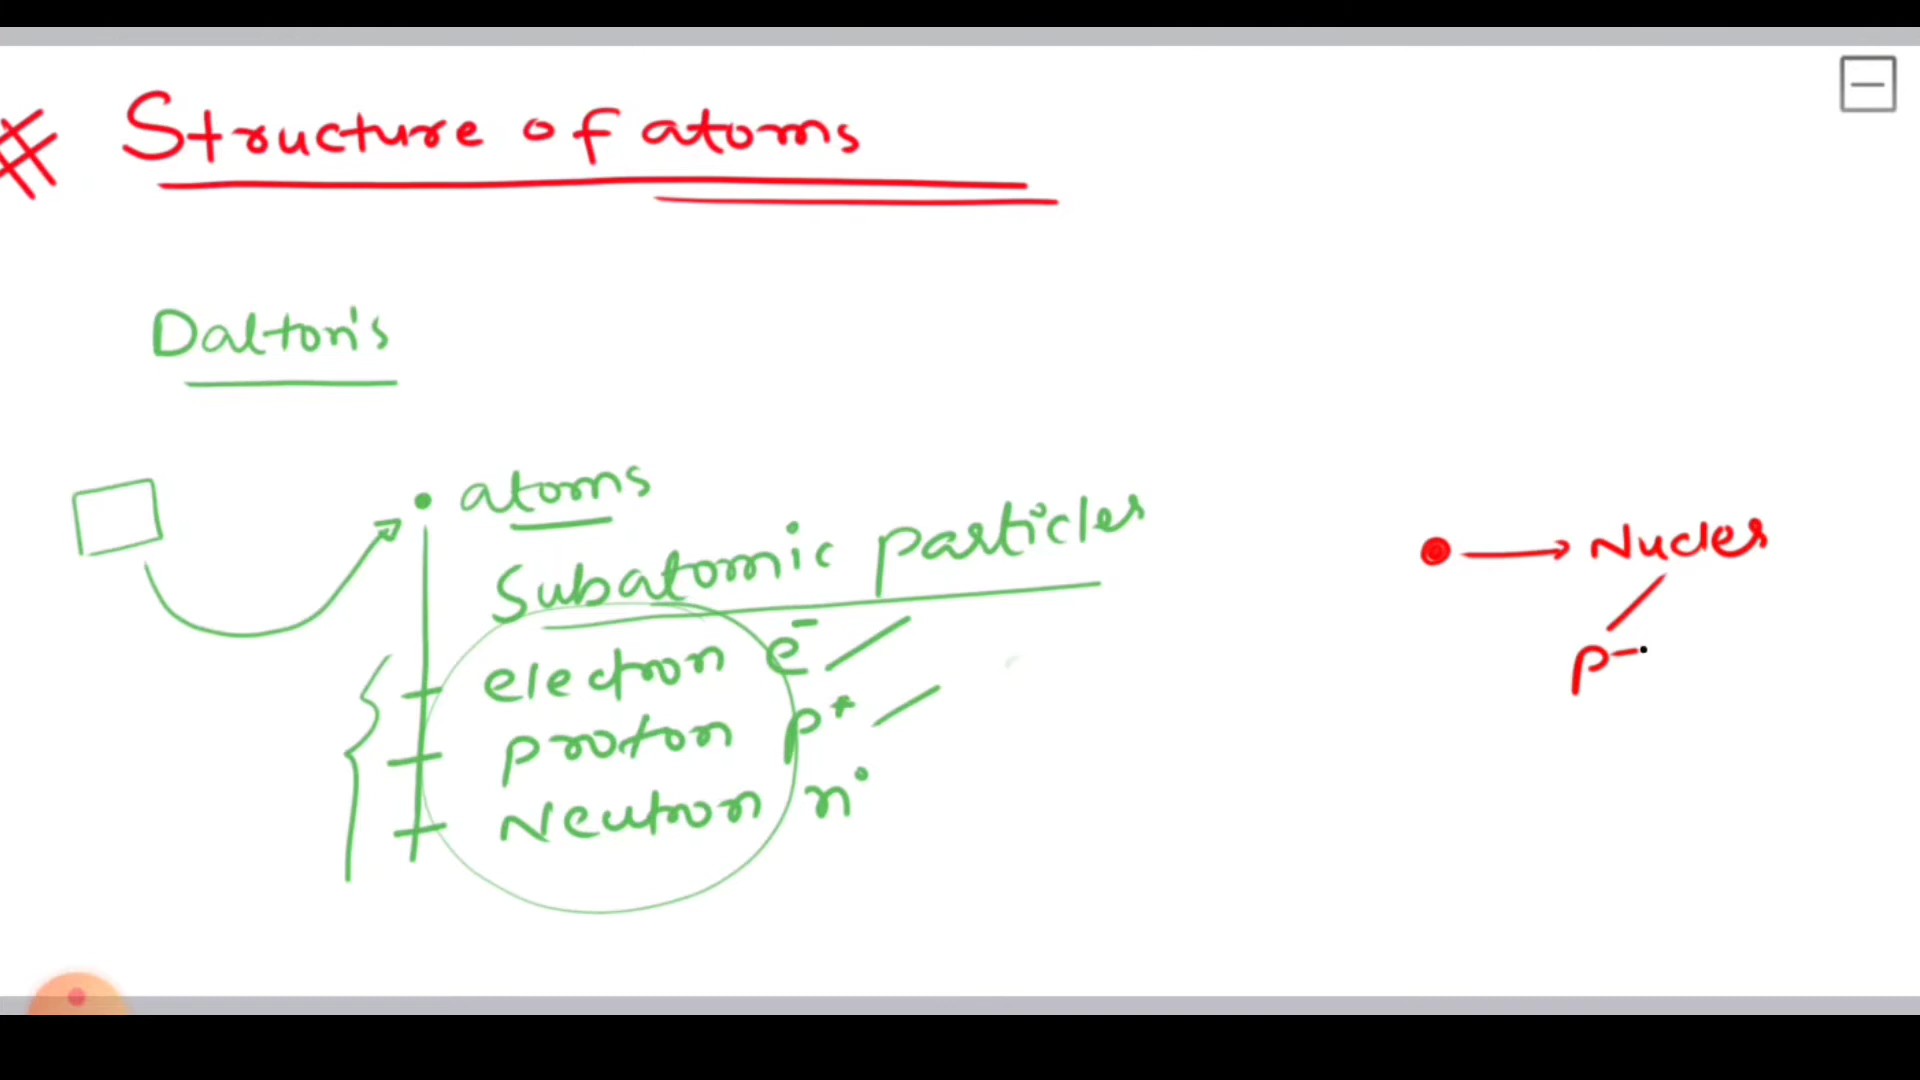 # Structure of atoms
Dalton's
atoms
Subatomic particles
electron e⁻
proton p⁺
Neutron n°
Nucles
p-